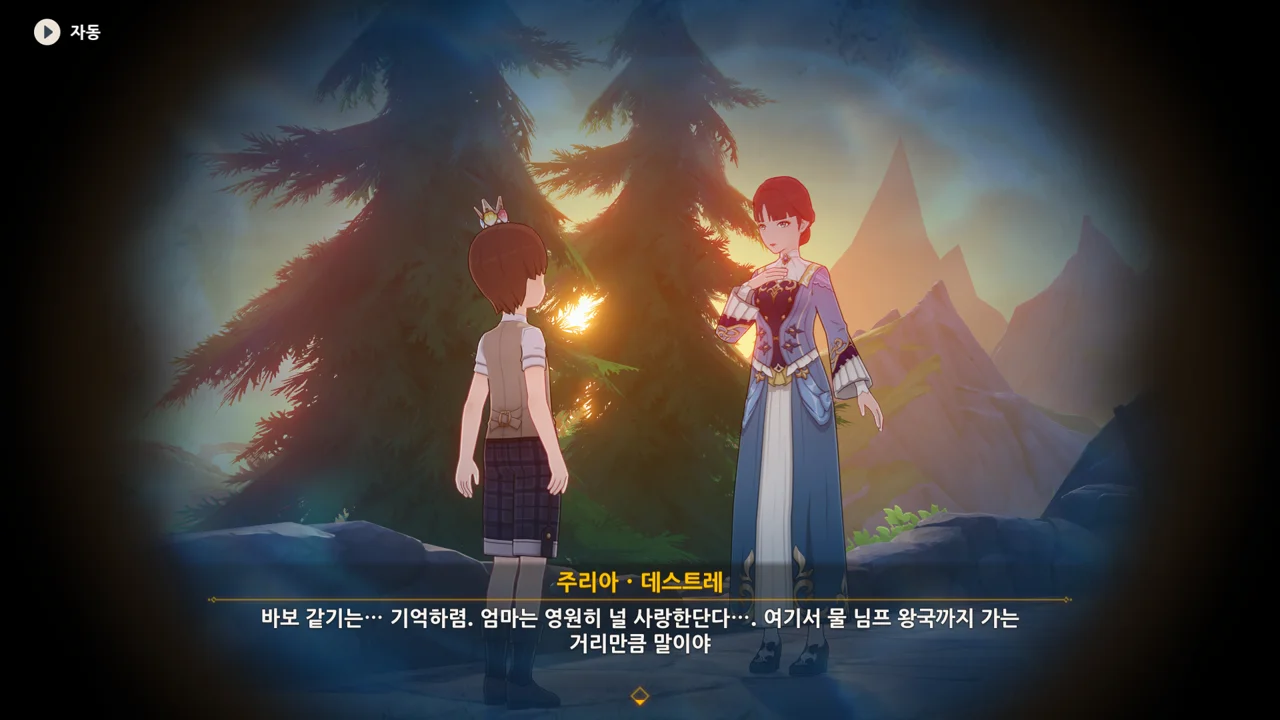 자동
주리아 · 데스트레
바보 같기는… 기억하렴. 엄마는 영원히 널 사랑한단다…. 여기서 물 님프 왕국까지 가는
거리만큼 말이야